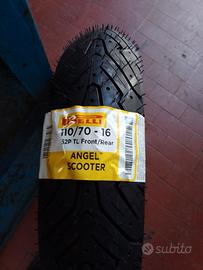 PIRELLI
110/70 - 16
52P TL Front/Rear
ANGEL
SCOOTER
subito